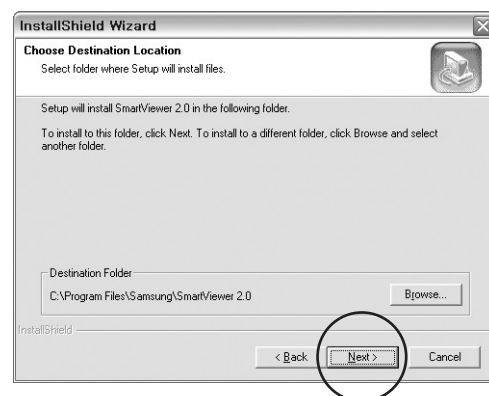 InstallShield Wizard
Choose Destination Location
Select folder where Setup will install files.
Setup will install SmartViewer 2.0 in the following folder.
To install to this folder, click Next. To install to a different folder, click Browse and select
another folder.
Destination Folder
C:\Program Files\Samsung\SmartViewer 2.0
Browse...
InstallShield
< Back
Next >
Cancel